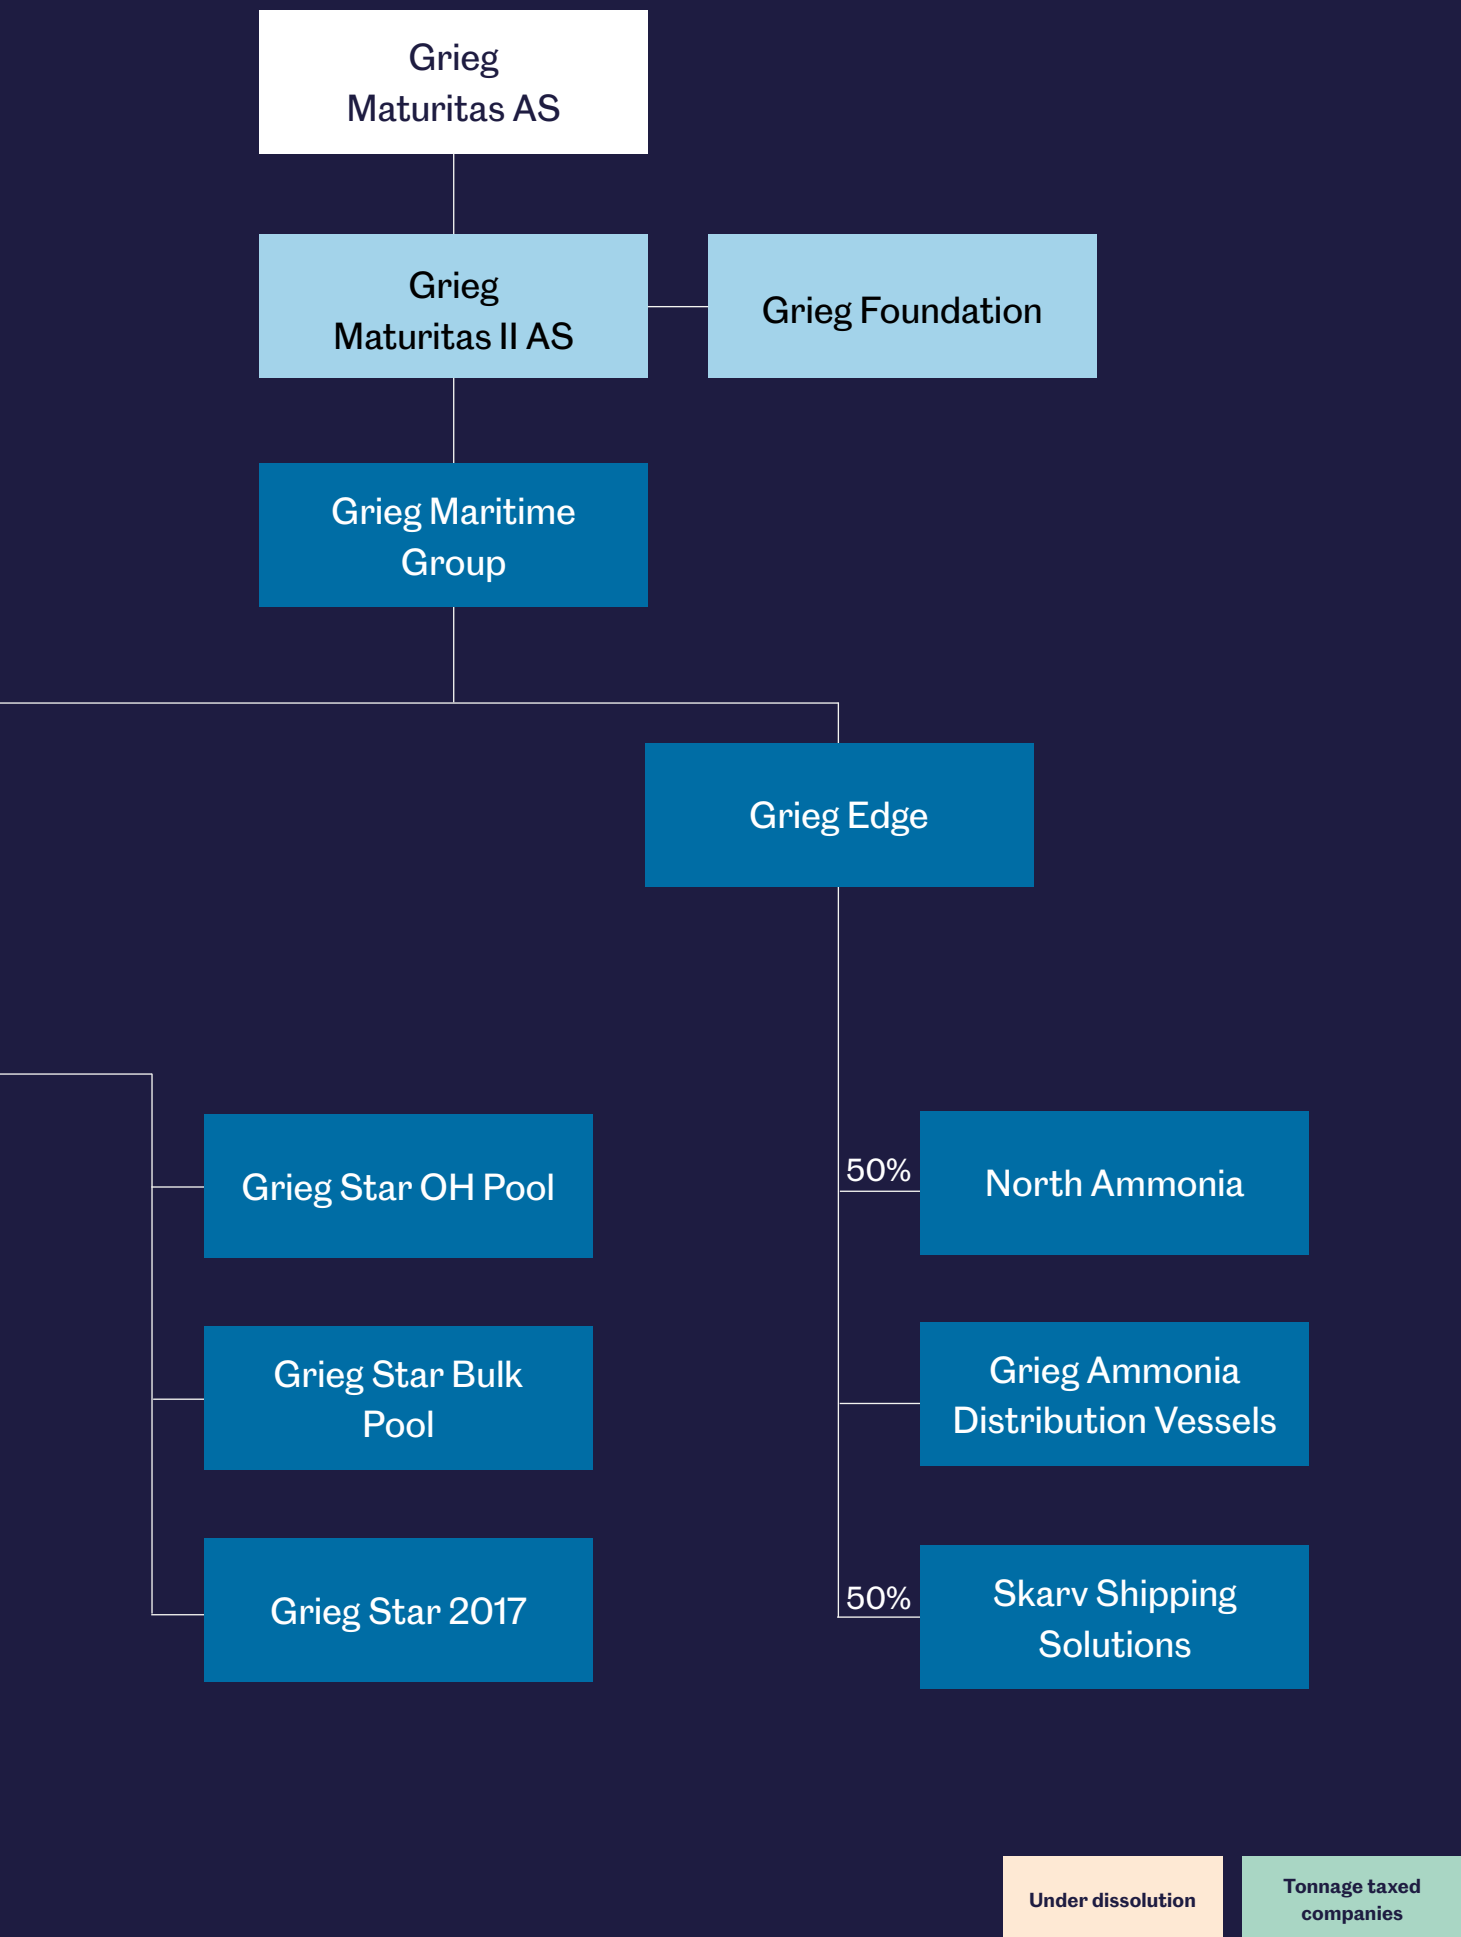 Grieg
Maturitas AS
Grieg
Maturitas II AS
Grieg Foundation
Grieg Maritime
Group
Grieg Edge
Grieg Star OH Pool
Grieg Star Bulk
Pool
Grieg Star 2017
50%
North Ammonia
Grieg Ammonia
Distribution Vessels
50%
Skarv Shipping
Solutions
Under dissolution
Tonnage taxed
companies